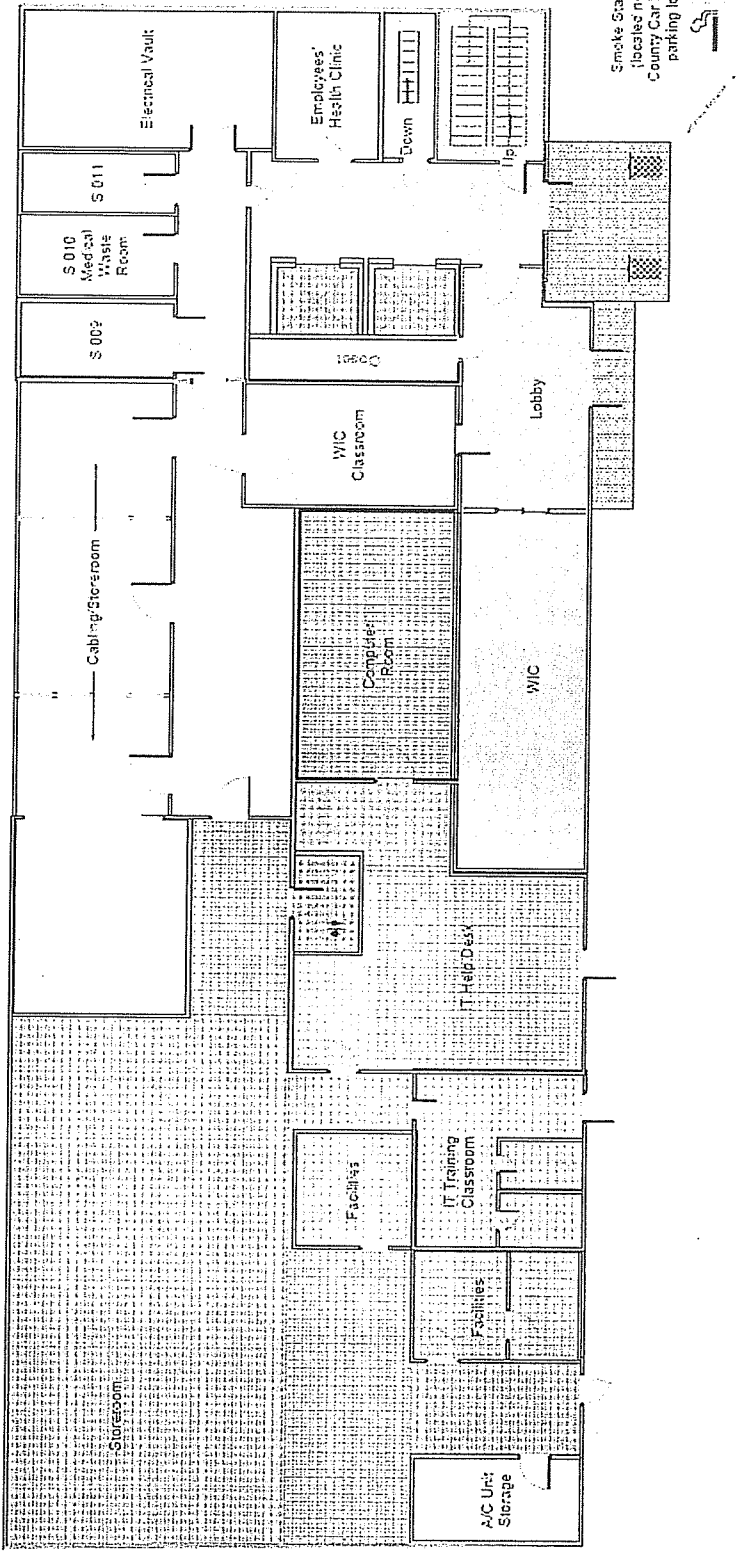 Electrical Vault
Employees'
Health Clinic
Down
Up
S 011
S 010
Medical
Waste
Room
S 009
Closet
WIC
Classroom
Lobby
Cabling/Storeroom
Computer
Room
WIC
IT Help Desk
Storeroom
Facilities
IT Training
Classroom
Facilities
A/C Unit
Storage
Smoke
(located
County Car
parking